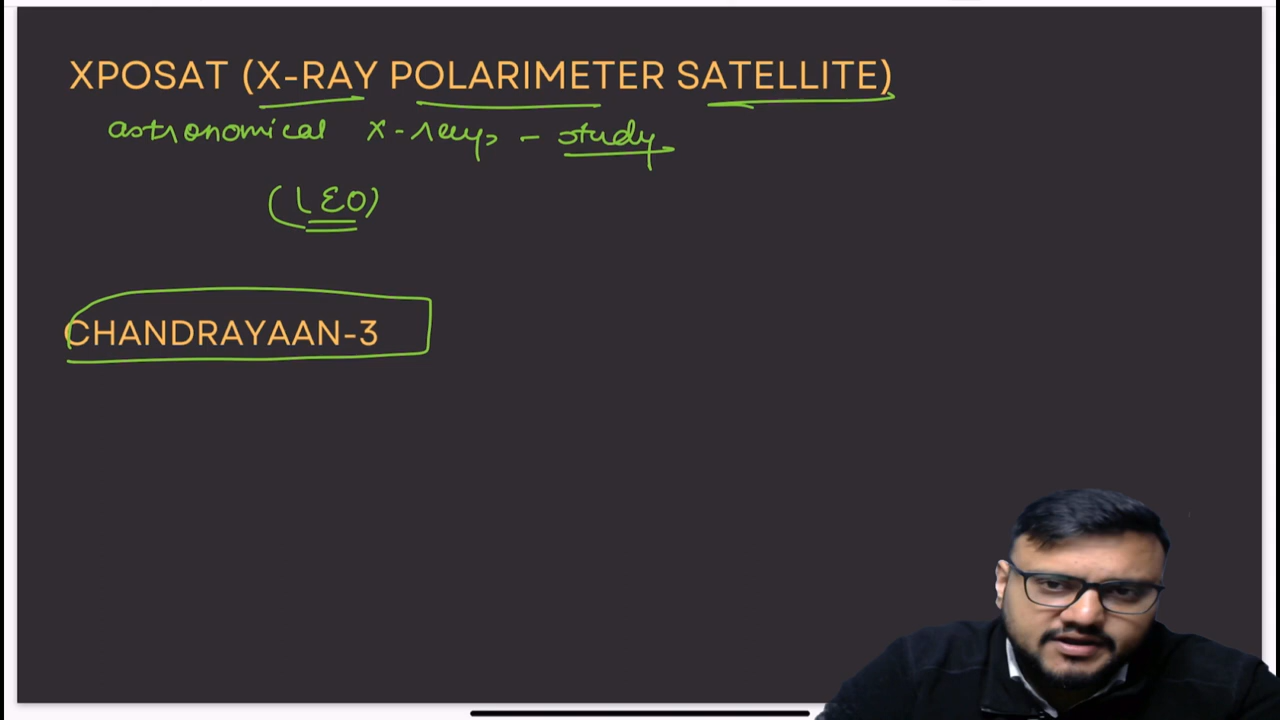 XPOSAT (X-RAY POLARIMETER SATELLITE)
astronomical X-rays - study
(LEO)
CHANDRAYAAN-3